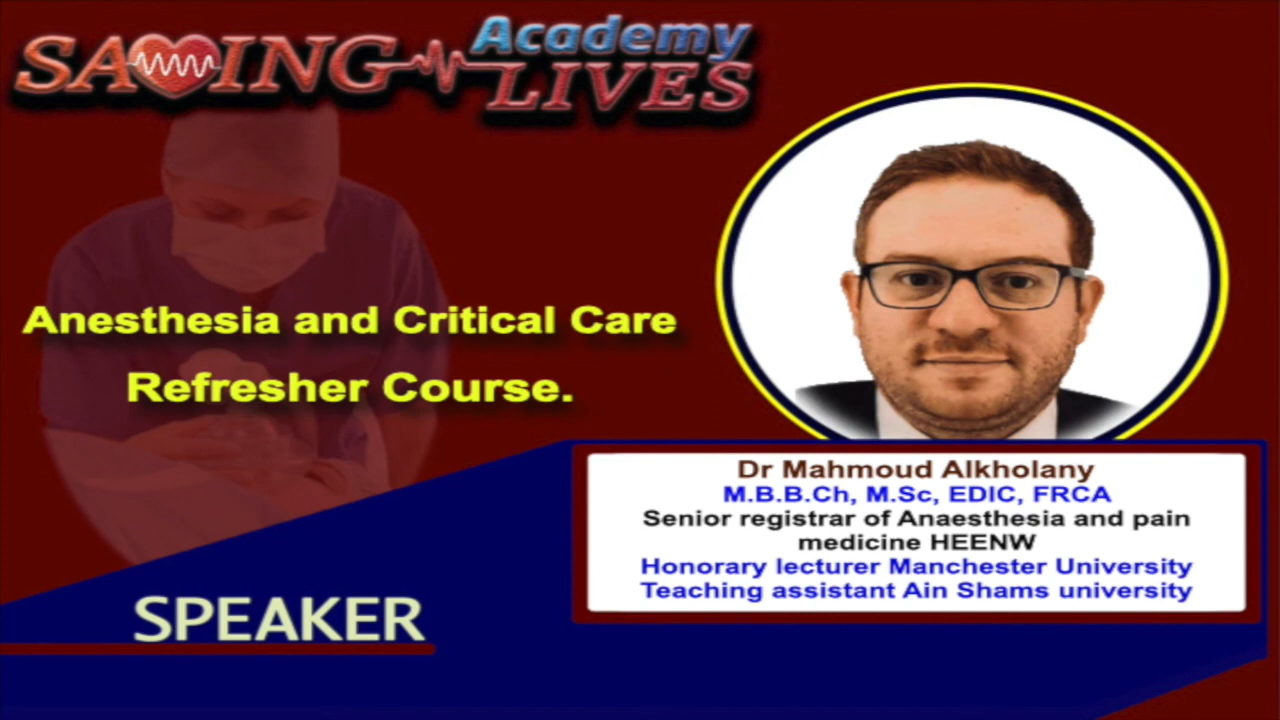 SAVING Academy
LIVES
Anesthesia and Critical Care
Refresher Course.
Dr Mahmoud Alkholany
M.B.B.Ch, M.Sc, EDIC, FRCA
Senior registrar of Anaesthesia and pain
medicine HEENW
Honorary lecturer Manchester University
Teaching assistant Ain Shams university
SPEAKER